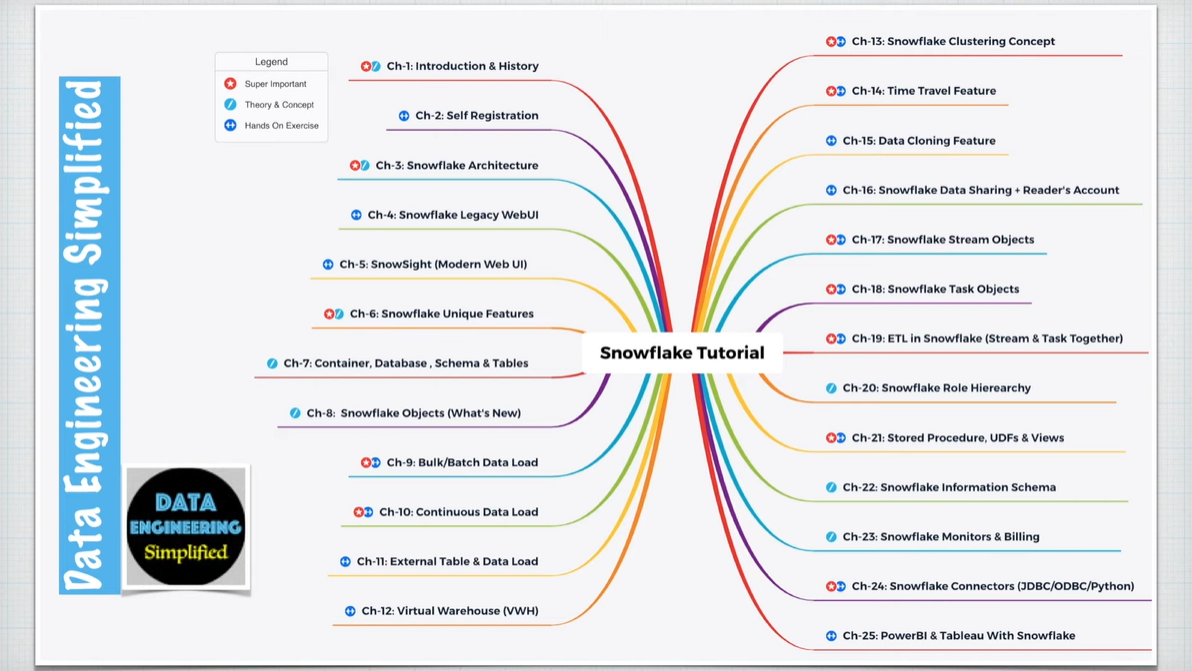 Data Engineering Simplified
Legend
Super Important
Theory & Concept
Hands On Exercise
DATA
ENGINEERING
Simplified
Ch-1: Introduction & History
Ch-2: Self Registration
Ch-3: Snowflake Architecture
Ch-4: Snowflake Legacy WebUI
Ch-5: SnowSight (Modern Web UI)
Ch-6: Snowflake Unique Features
Ch-7: Container, Database , Schema & Tables
Ch-8: Snowflake Objects (What's New)
Ch-9: Bulk/Batch Data Load
Ch-10: Continuous Data Load
Ch-11: External Table & Data Load
Ch-12: Virtual Warehouse (VWH)
Snowflake Tutorial
Ch-13: Snowflake Clustering Concept
Ch-14: Time Travel Feature
Ch-15: Data Cloning Feature
Ch-16: Snowflake Data Sharing + Reader's Account
Ch-17: Snowflake Stream Objects
Ch-18: Snowflake Task Objects
Ch-19: ETL in Snowflake (Stream & Task Together)
Ch-20: Snowflake Role Hierearchy
Ch-21: Stored Procedure, UDFs & Views
Ch-22: Snowflake Information Schema
Ch-23: Snowflake Monitors & Billing
Ch-24: Snowflake Connectors (JDBC/ODBC/Python)
Ch-25: PowerBI & Tableau With Snowflake